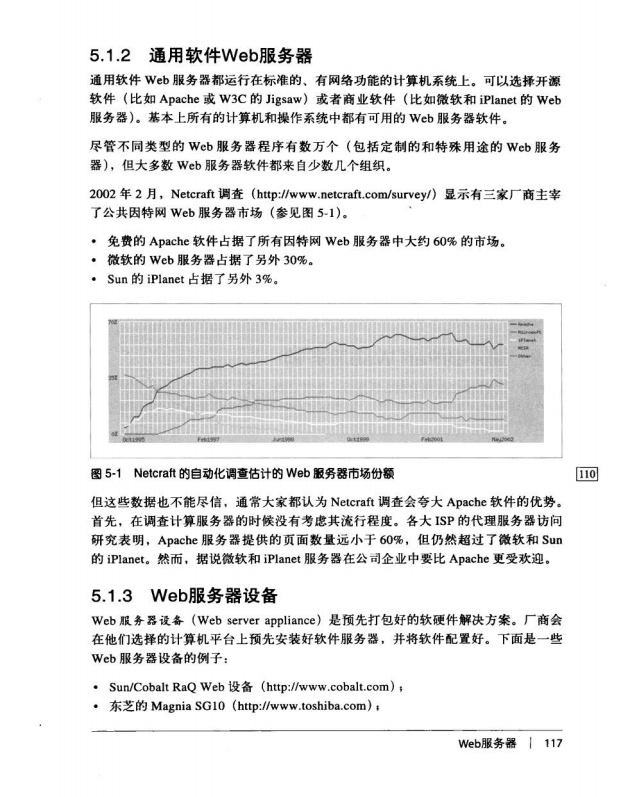 5.1.2 通用软件Web服务器
通用软件 Web 服务器都运行在标准的、有网络功能的计算机系统上。可以选择开源
软件（比如 Apache 或 W3C 的 Jigsaw）或者商业软件（比如微软和 iPlanet 的 Web
服务器）。基本上所有的计算机和操作系统中都有可用的 Web 服务器软件。
尽管不同类型的 Web 服务器程序有数万个（包括定制的和特殊用途的 Web 服务
器），但大多数 Web 服务器软件都来自少数几个组织。
2002 年 2 月，Netcraft 调查（http://www.netcraft.com/survey/）显示有三家厂商主宰
了公共因特网 Web 服务器市场（参见图 5-1）。
• 免费的 Apache 软件占据了所有因特网 Web 服务器中大约 60% 的市场。
• 微软的 Web 服务器占据了另外 30%。
• Sun 的 iPlanet 占据了另外 3%。
70%
Apache
Microsoft
iPlanet
NCSA
Other
35%
0%
Oct1995 Feb1997 Jun1998 Oct1999 Feb2001 May2002
图 5-1 Netcraft 的自动化调查估计的 Web 服务器市场份额
110
但这些数据也不能尽信，通常大家都认为 Netcraft 调查会夸大 Apache 软件的优势。
首先，在调查计算服务器的时候没有考虑其流行程度。各大 ISP 的代理服务器访问
研究表明，Apache 服务器提供的页面数量远小于 60%，但仍然超过了微软和 Sun
的 iPlanet。然而，据说微软和 iPlanet 服务器在公司企业中要比 Apache 更受欢迎。
5.1.3 Web服务器设备
Web 服务器设备（Web server appliance）是预先打包好的软硬件解决方案。厂商会
在他们选择的计算机平台上预先安装好软件服务器，并将软件配置好。下面是一些
Web 服务器设备的例子：
• Sun/Cobalt RaQ Web 设备（http://www.cobalt.com）；
• 东芝的 Magnia SG10（http://www.toshiba.com）；
Web服务器 | 117